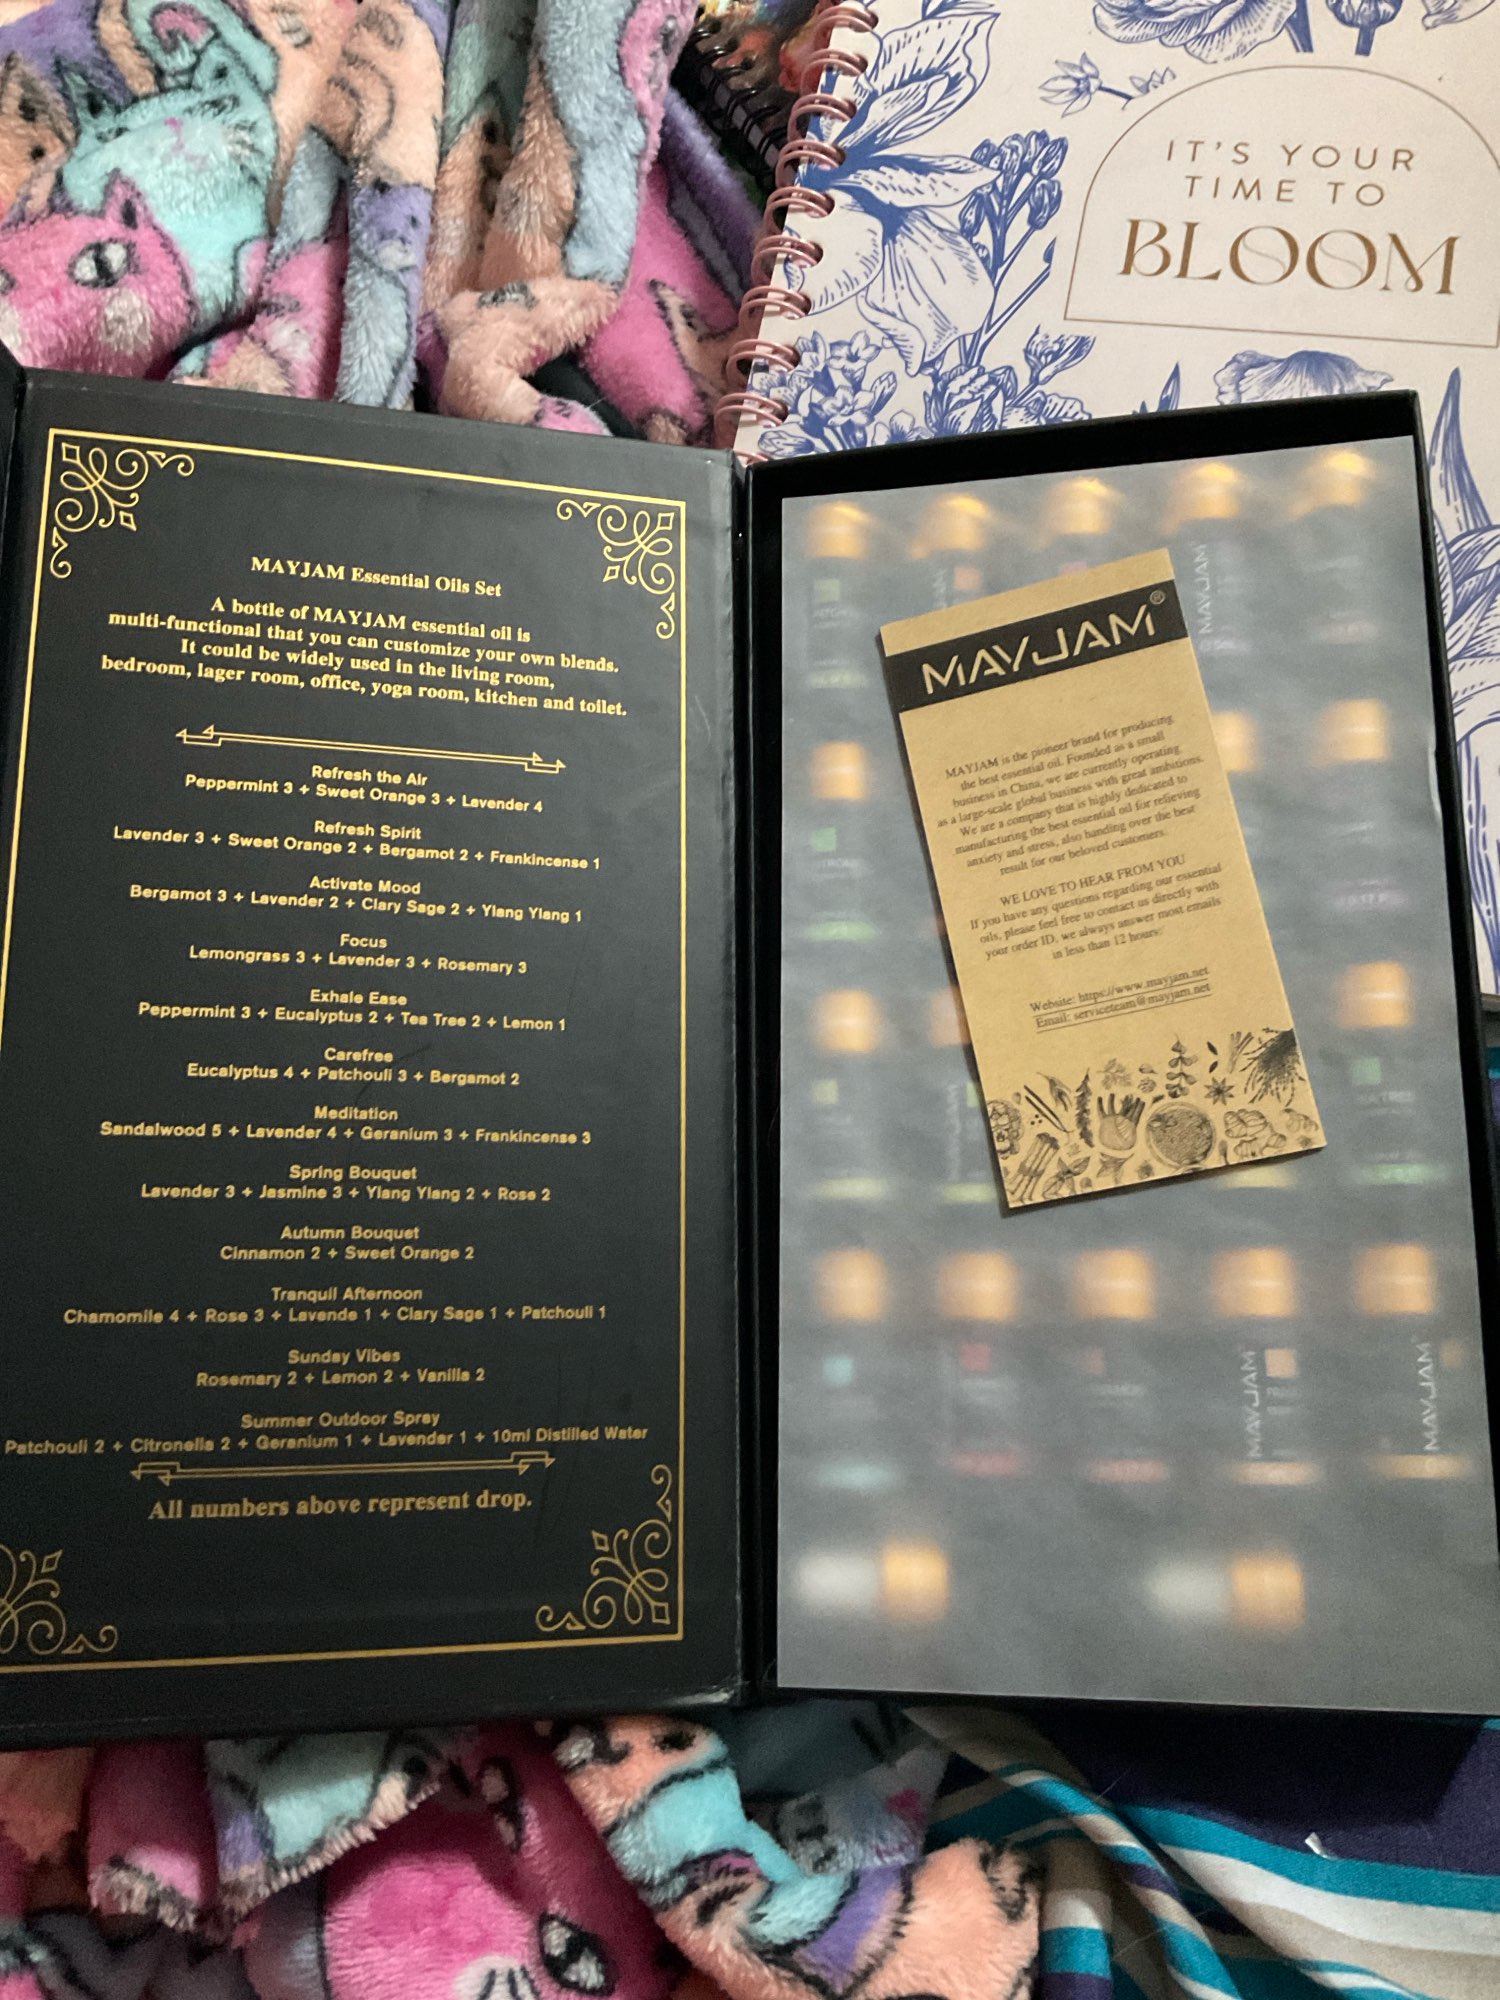 IT'S YOUR
TIME TO
BLOOM
MAYJAM Essential Oils Set
A bottle of MAYJAM essential oil is
multi-functional that you can customize your own blends.
It could be widely used in the living room,
bedroom, lager room, office, yoga room, kitchen and toilet.
Refresh the Air
Peppermint 3 + Sweet Orange 3 + Lavender 4
Refresh Spirit
Lavender 3 + Sweet Orange 2 + Bergamot 2 + Frankincense 1
Activate Mood
Bergamot 3 + Lavender 2 + Clary Sage 2 + Ylang Ylang 1
Focus
Lemongrass 3 + Lavender 3 + Rosemary 3
Exhale Ease
Peppermint 3 + Eucalyptus 2 + Tea Tree 2 + Lemon 1
Carefree
Eucalyptus 4 + Patchouli 3 + Bergamot 2
Meditation
Sandalwood 5 + Lavender 4 + Geranium 3 + Frankincense 3
Spring Bouquet
Lavender 3 + Jasmine 3 + Ylang Ylang 2 + Rose 2
Autumn Bouquet
Cinnamon 2 + Sweet Orange 2
Tranquil Afternoon
Chamomile 4 + Rose 3 + Lavende 1 + Clary Sage 1 + Patchouli 1
Sunday Vibes
Rosemary 2 + Lemon 2 + Vanilla 2
Summer Outdoor Spray
Patchouli 2 + Citronella 2 + Geranium 1 + Lavender 1 + 10ml Distilled Water
All numbers above represent drop.
MAYJAM®
MAYJAM is the pioneer brand for producing
the best essential oil. Founded as a small
business in China, we are currently operating
as a large-scale global business with great ambitions.
We are a company that is highly dedicated to
manufacturing the best essential oil for relieving
anxiety and stress, also handing over the best
result for our beloved customers.
WE LOVE TO HEAR FROM YOU
If you have any questions regarding our essential
oils, please feel free to contact us directly with
your order ID, we always answer most emails
in less than 12 hours.
Website: https://www.mayjam.net
Email: serviceteam@mayjam.net
MAYJAM
MAYJAM
MAYJAM